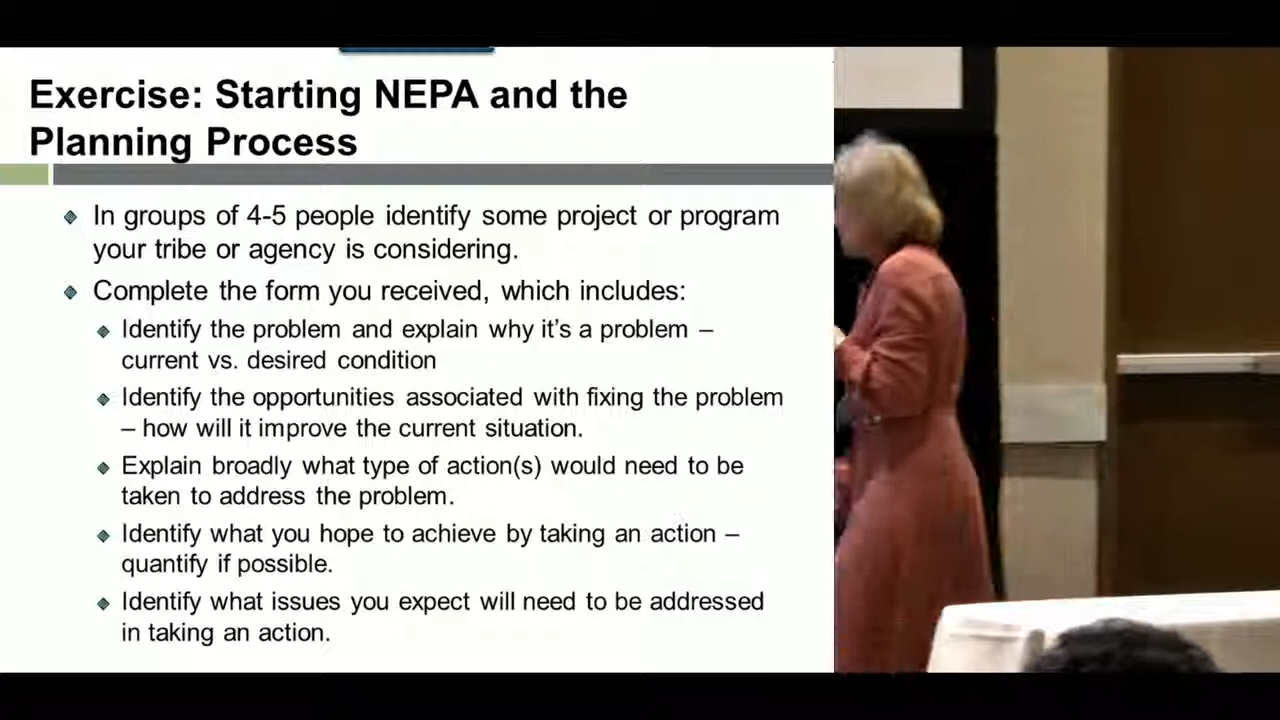 Exercise: Starting NEPA and the
Planning Process
In groups of 4-5 people identify some project or program
your tribe or agency is considering.
Complete the form you received, which includes:
Identify the problem and explain why it's a problem –
current vs. desired condition
Identify the opportunities associated with fixing the problem
– how will it improve the current situation.
Explain broadly what type of action(s) would need to be
taken to address the problem.
Identify what you hope to achieve by taking an action –
quantify if possible.
Identify what issues you expect will need to be addressed
in taking an action.